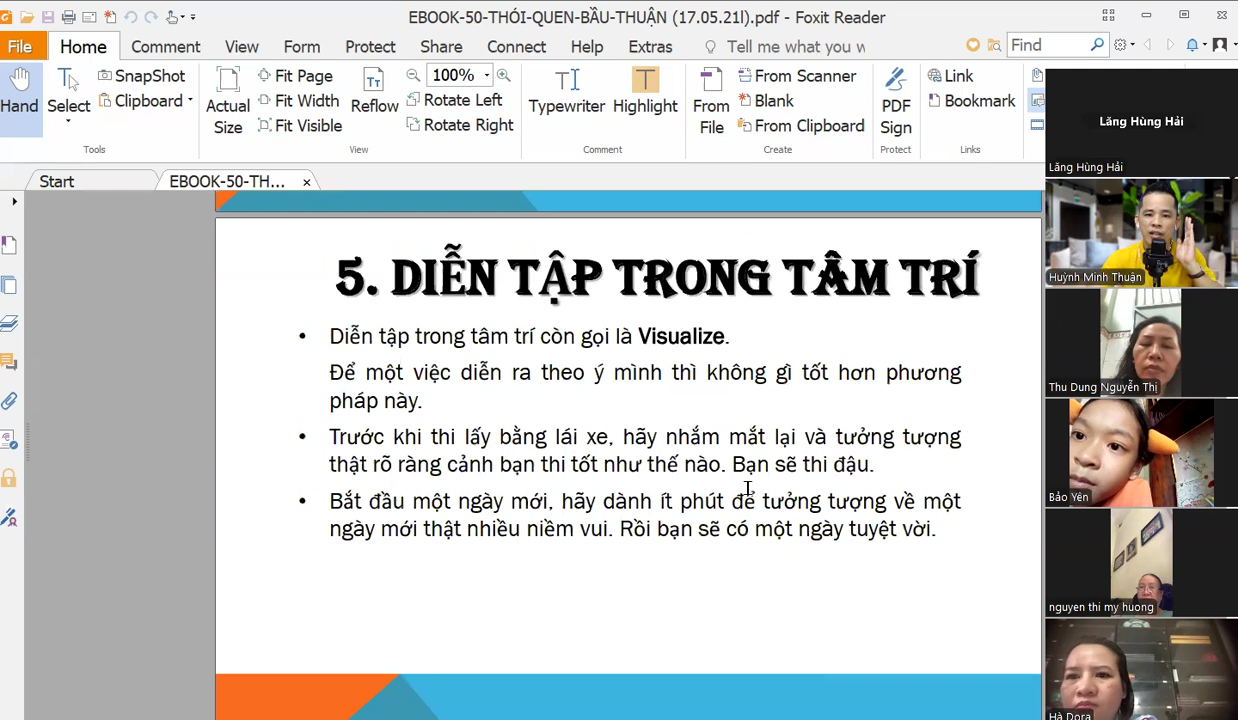 EBOOK-50-THÓI-QUEN-BẦU-THUẬN (17.05.21l).pdf - Foxit Reader
File Home Comment View Form Protect Share Connect Help Extras Tell me what you w Find
Hand
Select
SnapShot
Clipboard
Tools
Actual Size
Fit Page
Fit Width
Fit Visible
Reflow
100%
Rotate Left
Rotate Right
View
Typewriter
Highlight
Comment
From File
From Scanner
Blank
From Clipboard
Create
PDF Sign
Protect
Link
Bookmark
Links
Start
EBOOK-50-TH...
5. DIỄN TẬP TRONG TÂM TRÍ
• Diễn tập trong tâm trí còn gọi là Visualize.
Để một việc diễn ra theo ý mình thì không gì tốt hơn phương
pháp này.
• Trước khi thi lấy bằng lái xe, hãy nhắm mắt lại và tưởng tượng
thật rõ ràng cảnh bạn thi tốt như thế nào. Bạn sẽ thi đậu.
• Bắt đầu một ngày mới, hãy dành ít phút để tưởng tượng về một
ngày mới thật nhiều niềm vui. Rồi bạn sẽ có một ngày tuyệt vời.
Lăng Hùng Hải
Lăng Hùng Hải
Huỳnh Minh Thuận
Thu Dung Nguyễn Thị
Bảo Yên
nguyen thi my huong
Hà Dora